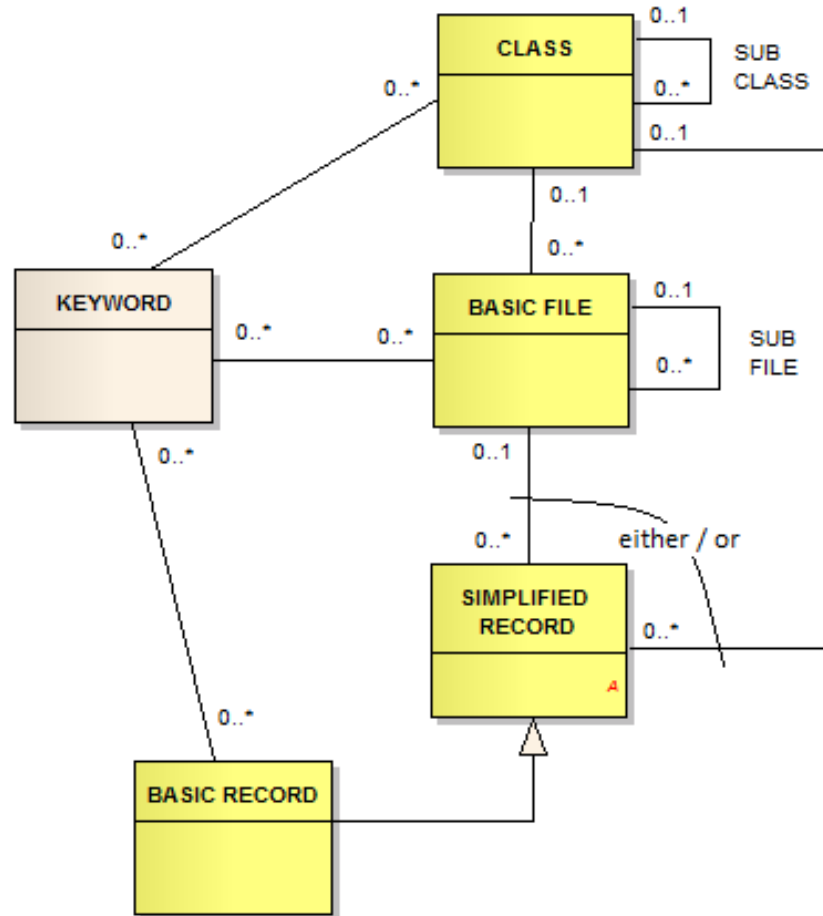 0..1
CLASS
SUB
CLASS
0..*
0..*
0..1
0..1
0..*
0..*
KEYWORD
BASIC FILE
0..1
0..*
0..*
SUB
FILE
0..*
0..*
0..1
either / or
0..*
SIMPLIFIED
RECORD
0..*
A
0..*
BASIC RECORD